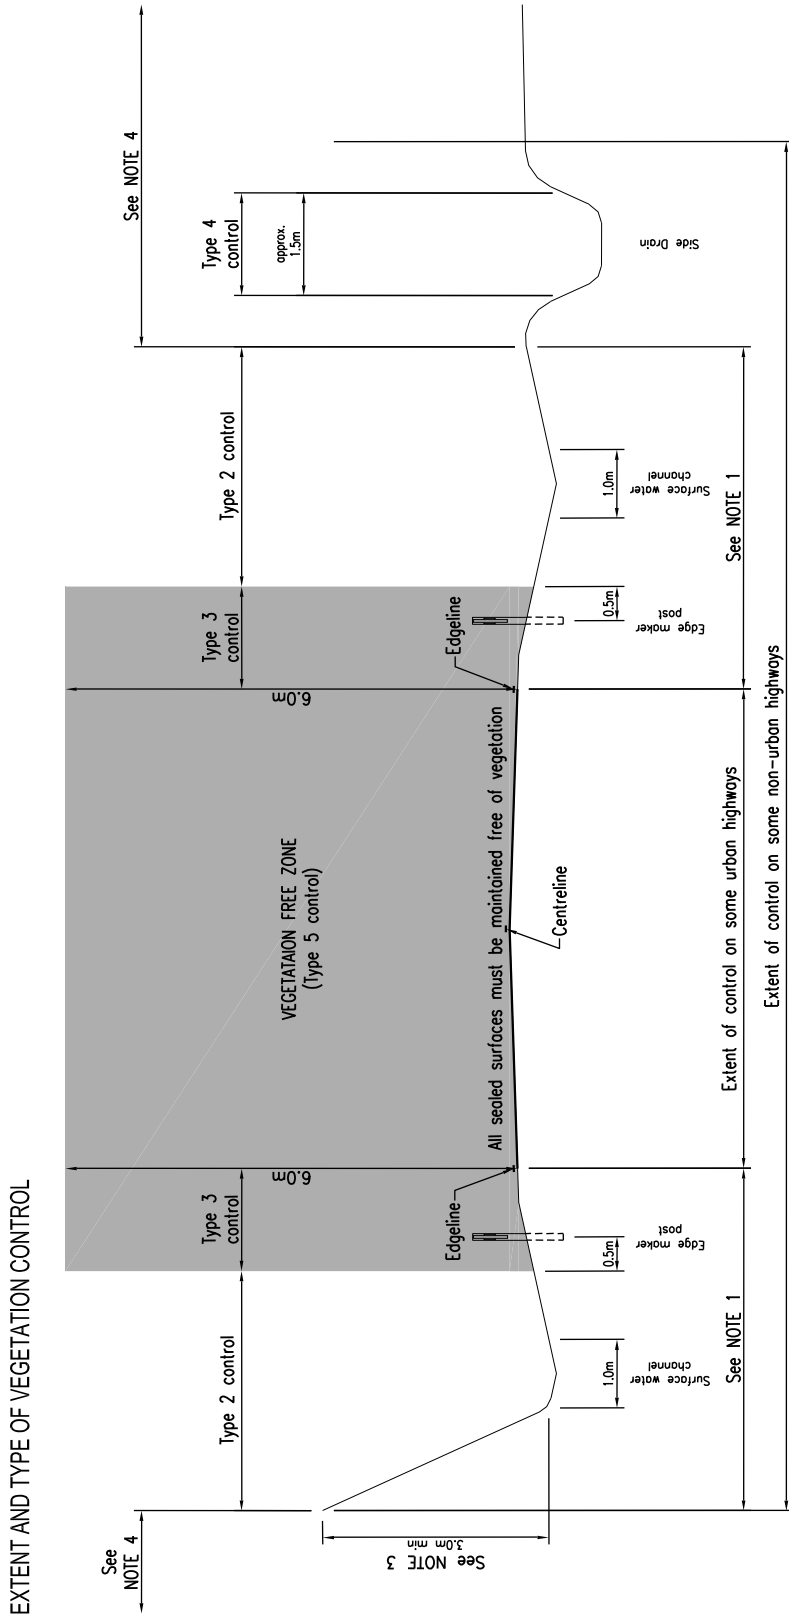 EXTENT AND TYPE OF VEGETATION CONTROL
See
NOTE 4
See NOTE 4
Type 2 control
Type 3
control
Type 3
control
Type 2 control
Type 4
control
approx.
1.5m
6.0m
6.0m
VEGETATAION FREE ZONE
(Type 5 control)
All sealed surfaces must be maintained free of vegetation
Edgeline
Edgeline
Centreline
See NOTE 3
3.0m min
1.0m
Surface water
channel
0.5m
Edge maker
post
0.5m
Edge maker
post
1.0m
Surface water
channel
Side Drain
See NOTE 1
Extent of control on some urban highways
See NOTE 1
Extent of control on some non-urban highways